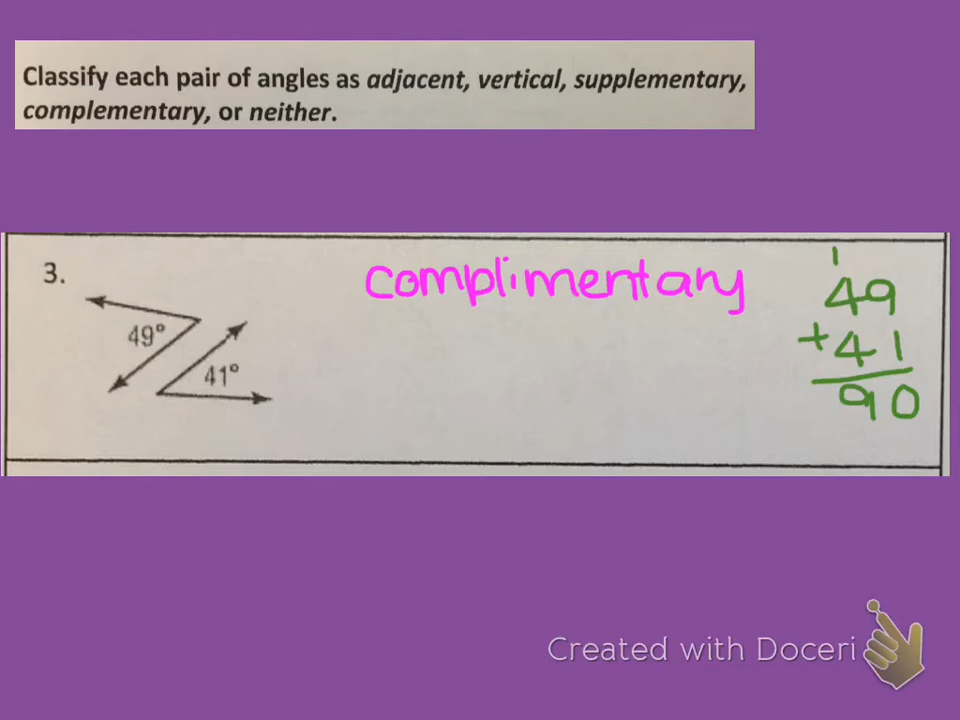 Classify each pair of angles as adjacent, vertical, supplementary,
complementary, or neither.
3.
complimentary
49°
41°
1
49
+41
90
Created with Doceri